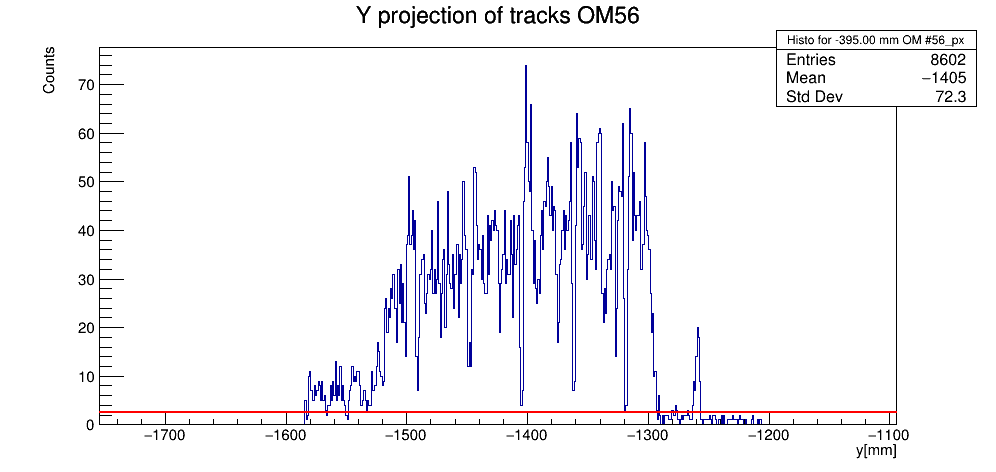 Y projection of tracks OM56
Histo for -395.00 mm OM #56_px
Entries 8602
Mean −1405
Std Dev 72.3
Counts
70
60
50
40
30
20
10
0
−1700 −1600 −1500 −1400 −1300 −1200 −1100
y[mm]